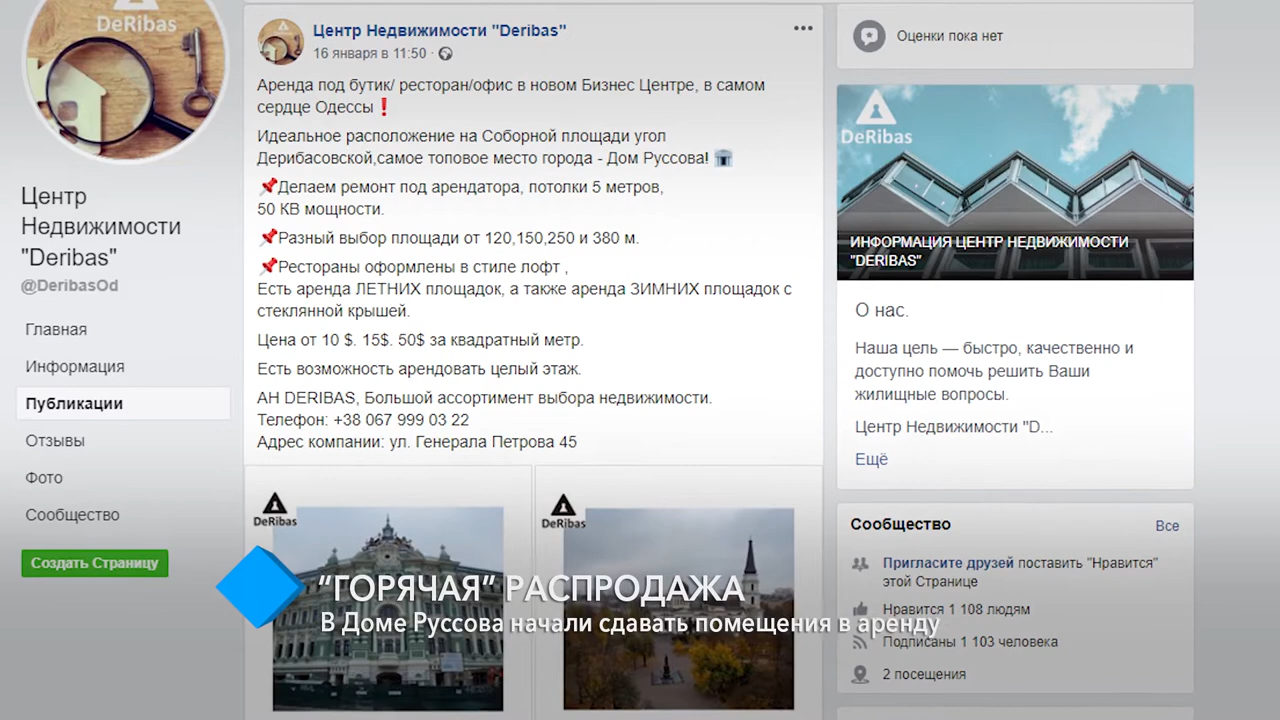 DeRibas
Центр
Недвижимости
"Deribas"
@DeribasOd
Главная
Информация
Публикации
Отзывы
Фото
Сообщество
Создать Страницу
Центр Недвижимости "Deribas"
16 января в 11:50 ·
Аренда под бутик/ ресторан/офис в новом Бизнес Центре, в самом
сердце Одессы❗
Идеальное расположение на Соборной площади угол
Дерибасовской,самое топовое место города - Дом Руссова!
📌Делаем ремонт под арендатора, потолки 5 метров,
50 КВ мощности.
📌Разный выбор площади от 120,150,250 и 380 м.
📌Рестораны оформлены в стиле лофт ,
Есть аренда ЛЕТНИХ площадок, а также аренда ЗИМНИХ площадок с
стеклянной крышей.
Цена от 10 $. 15$. 50$ за квадратный метр.
Есть возможность арендовать целый этаж.
АН DERIBAS, Большой ассортимент выбора недвижимости.
Телефон: +38 067 999 03 22
Адрес компании: ул. Генерала Петрова 45
DeRibas
DeRibas
Оценки пока нет
DeRibas
ИНФОРМАЦИЯ ЦЕНТР НЕДВИЖИМОСТИ
"DERIBAS"
О нас.
Наша цель — быстро, качественно и
доступно помочь решить Ваши
жилищные вопросы.
Центр Недвижимости "D...
Ещё
Сообщество
Все
Пригласите друзей поставить "Нравится"
этой Странице
Нравится 1 108 людям
Подписаны 1 103 человека
2 посещения
“ГОРЯЧАЯ” РАСПРОДАЖА
В Доме Руссова начали сдавать помещения в аренду